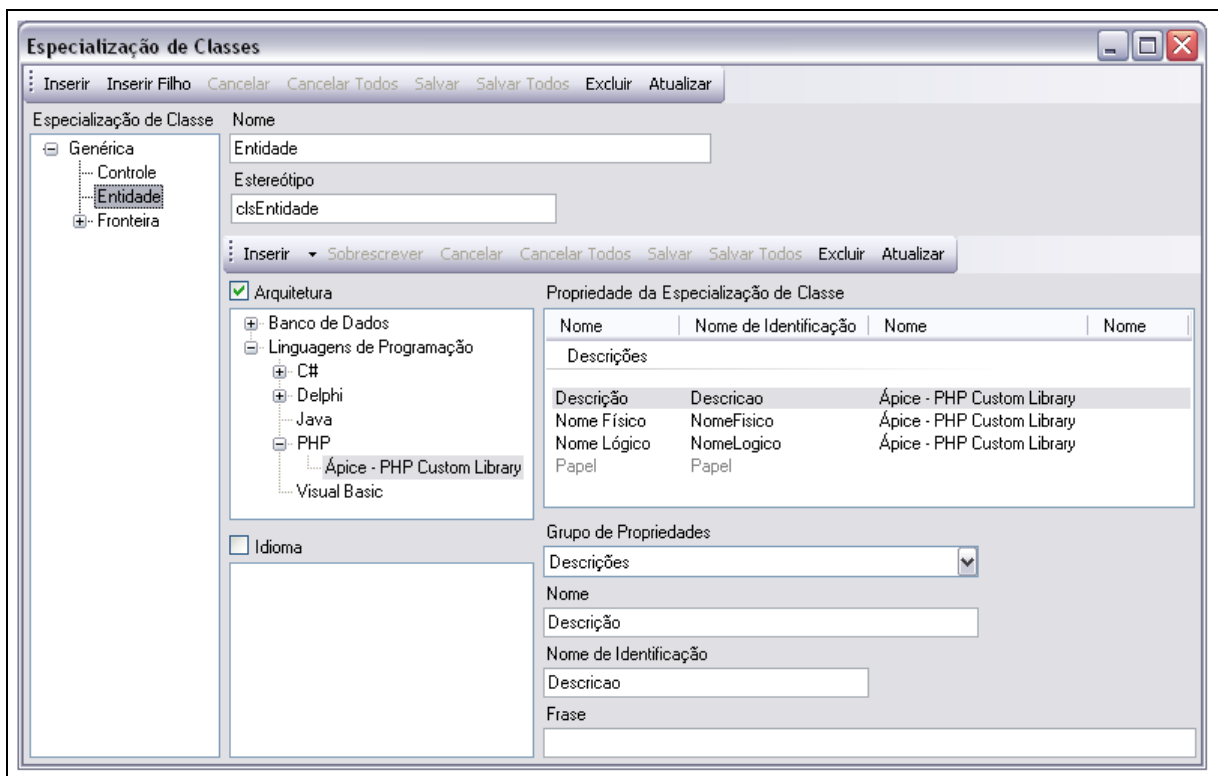 Especialização de Classes
Inserir Inserir Filho Cancelar Cancelar Todos Salvar Salvar Todos Excluir Atualizar
Especialização de Classe
Genérica
Controle
Entidade
Fronteira
Nome
Entidade
Estereótipo
clsEntidade
Inserir Sobrescrever Cancelar Cancelar Todos Salvar Salvar Todos Excluir Atualizar
Arquitetura
Banco de Dados
Linguagens de Programação
C#
Delphi
Java
PHP
Ápice - PHP Custom Library
Visual Basic
Idioma
Propriedade da Especialização de Classe
Nome Nome de Identificação Nome Nome
Descrições
Descrição Descricao Ápice - PHP Custom Library
Nome Físico NomeFisico Ápice - PHP Custom Library
Nome Lógico NomeLogico Ápice - PHP Custom Library
Papel Papel
Grupo de Propriedades
Descrições
Nome
Descrição
Nome de Identificação
Descricao
Frase